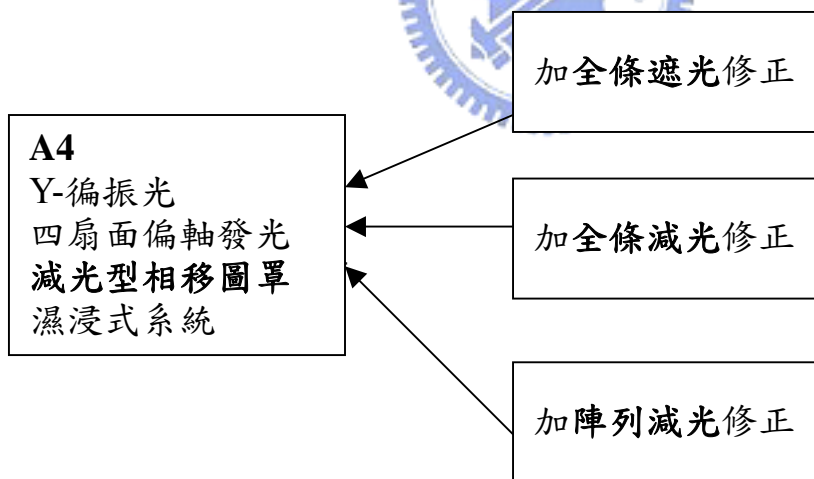 A4
Y-徧振光
四扇面偏軸發光
減光型相移圖罩
濕浸式系統
加全條遮光修正
加全條減光修正
加陣列減光修正